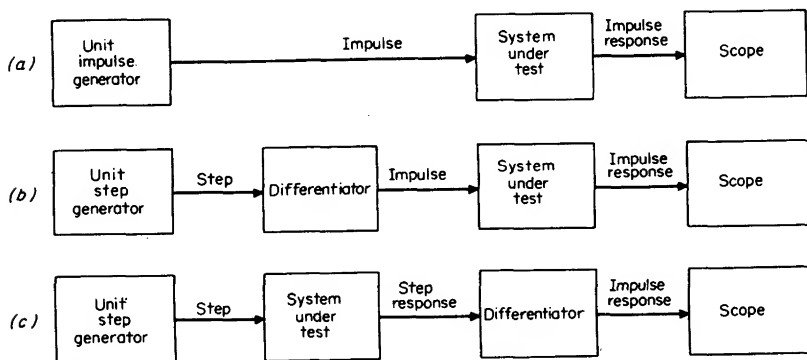 (a)
Unit
impulse
generator
Impulse
System
under
test
Impulse
response
Scope
(b)
Unit
step
generator
Step
Differentiator
Impulse
System
under
test
Impulse
response
Scope
(c)
Unit
step
generator
Step
System
under
test
Step
response
Differentiator
Impulse
response
Scope